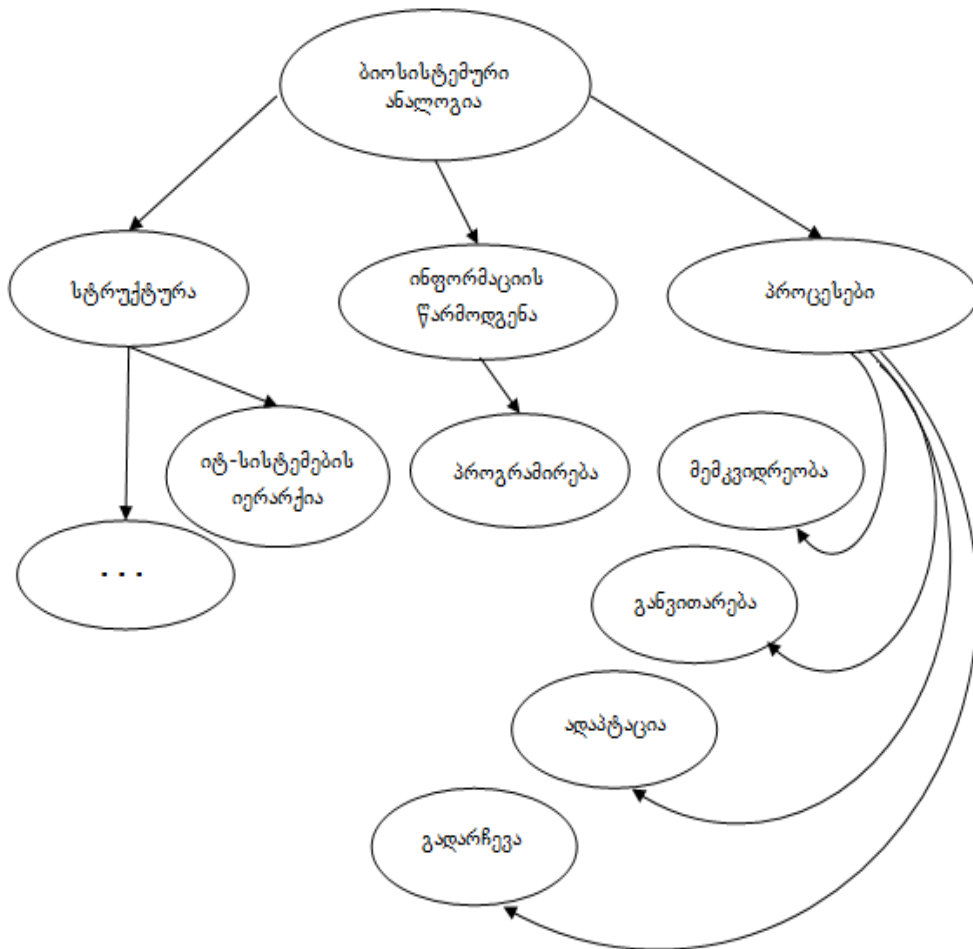 ბიოსისტემური
ანალოგია
სტრუქტურა
ინფორმაციის
წარმოდგენა
პროცესები
იტ-სისტემების
იერარქია
პროგრამირება
მემკვიდრეობა
. . .
განვითარება
ადაპტაცია
გადარჩევა